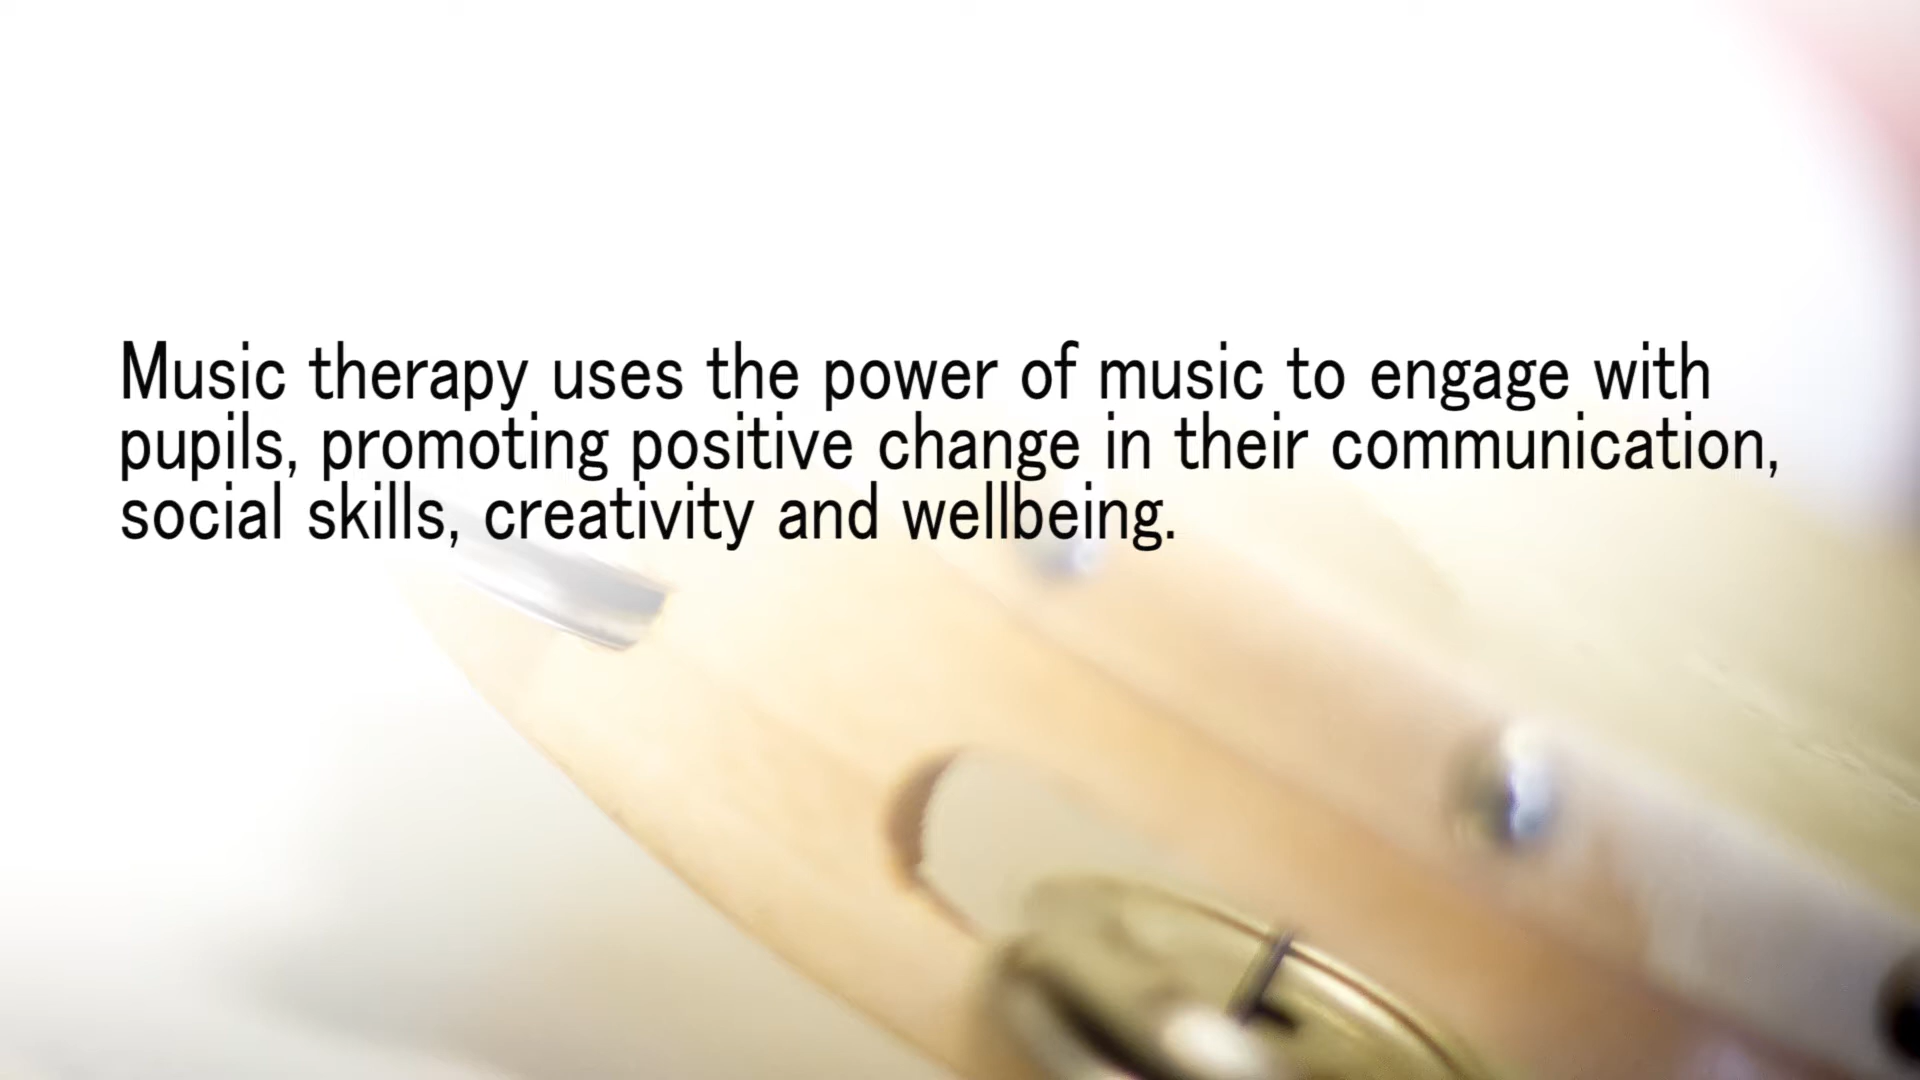 Music therapy uses the power of music to engage with
pupils, promoting positive change in their communication,
social skills, creativity and wellbeing.